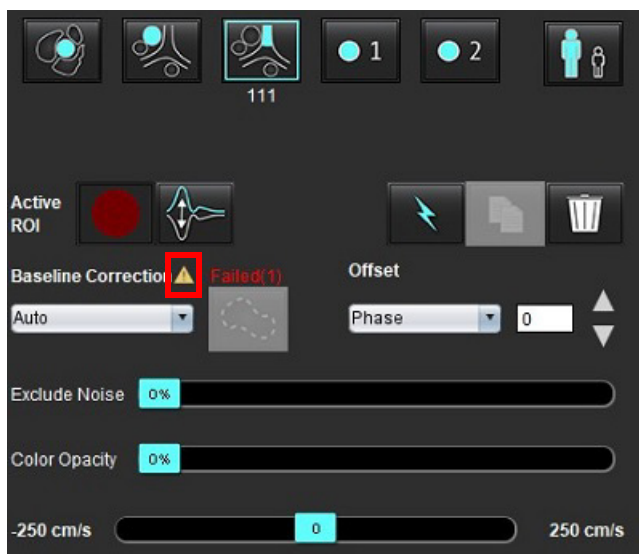 1
2
111
Active
ROI
Baseline Correction
Failed(1)
Offset
Auto
Phase
0
Exclude Noise
0%
Color Opacity
0%
-250 cm/s
0
250 cm/s